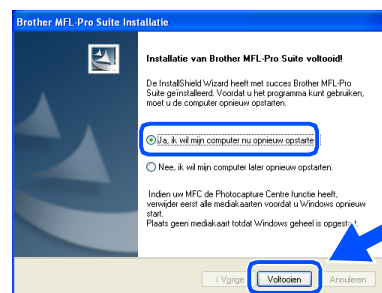 Brother MFL-Pro Suite Installatie
Installatie van Brother MFL-Pro Suite voltooid!
De InstallShield Wizard heeft met succes Brother MFL-Pro
Suite geïnstalleerd. Voordat u het programma kunt gebruiken,
moet u de computer opnieuw opstarten.
Ja, ik wil mijn computer nu opnieuw opstarte
Nee, ik wil mijn computer later opnieuw opstarten.
Indien uw MFC de Photocapture Centre functie heeft,
verwijder eerst alle mediakaarten voordat u Windows opnieuw
start.
Plaats geen mediakaart totdat Windows geheel is opgestart.
< Vorige Voltooien Annuleren